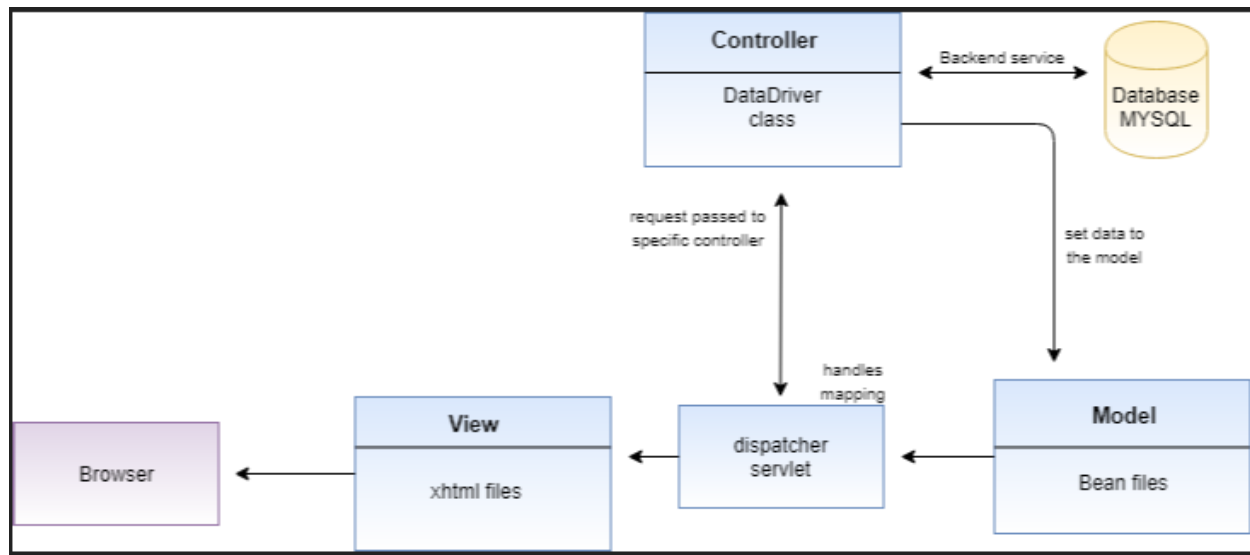 Controller
DataDriver
class
Backend service
Database
MYSQL
request passed to
specific controller
set data to
the model
handles
mapping
View
xhtml files
dispatcher
servlet
Model
Bean files
Browser